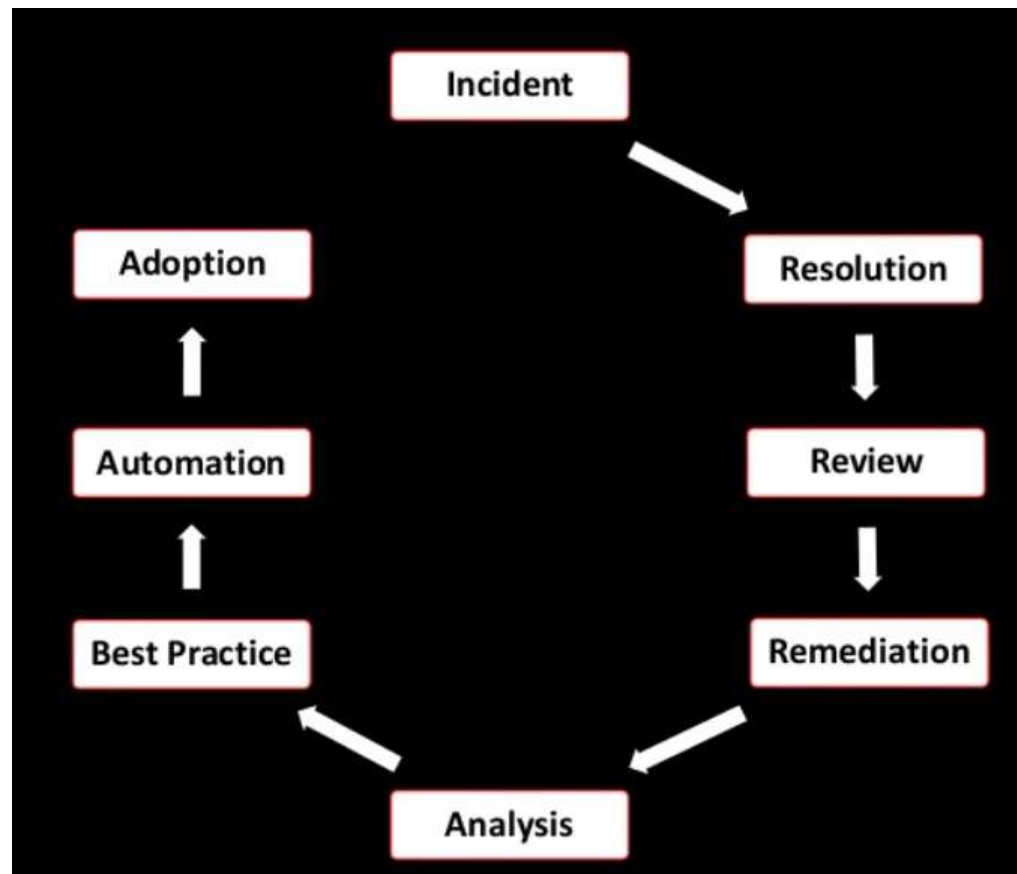 Incident
Resolution
Review
Remediation
Analysis
Best Practice
Automation
Adoption